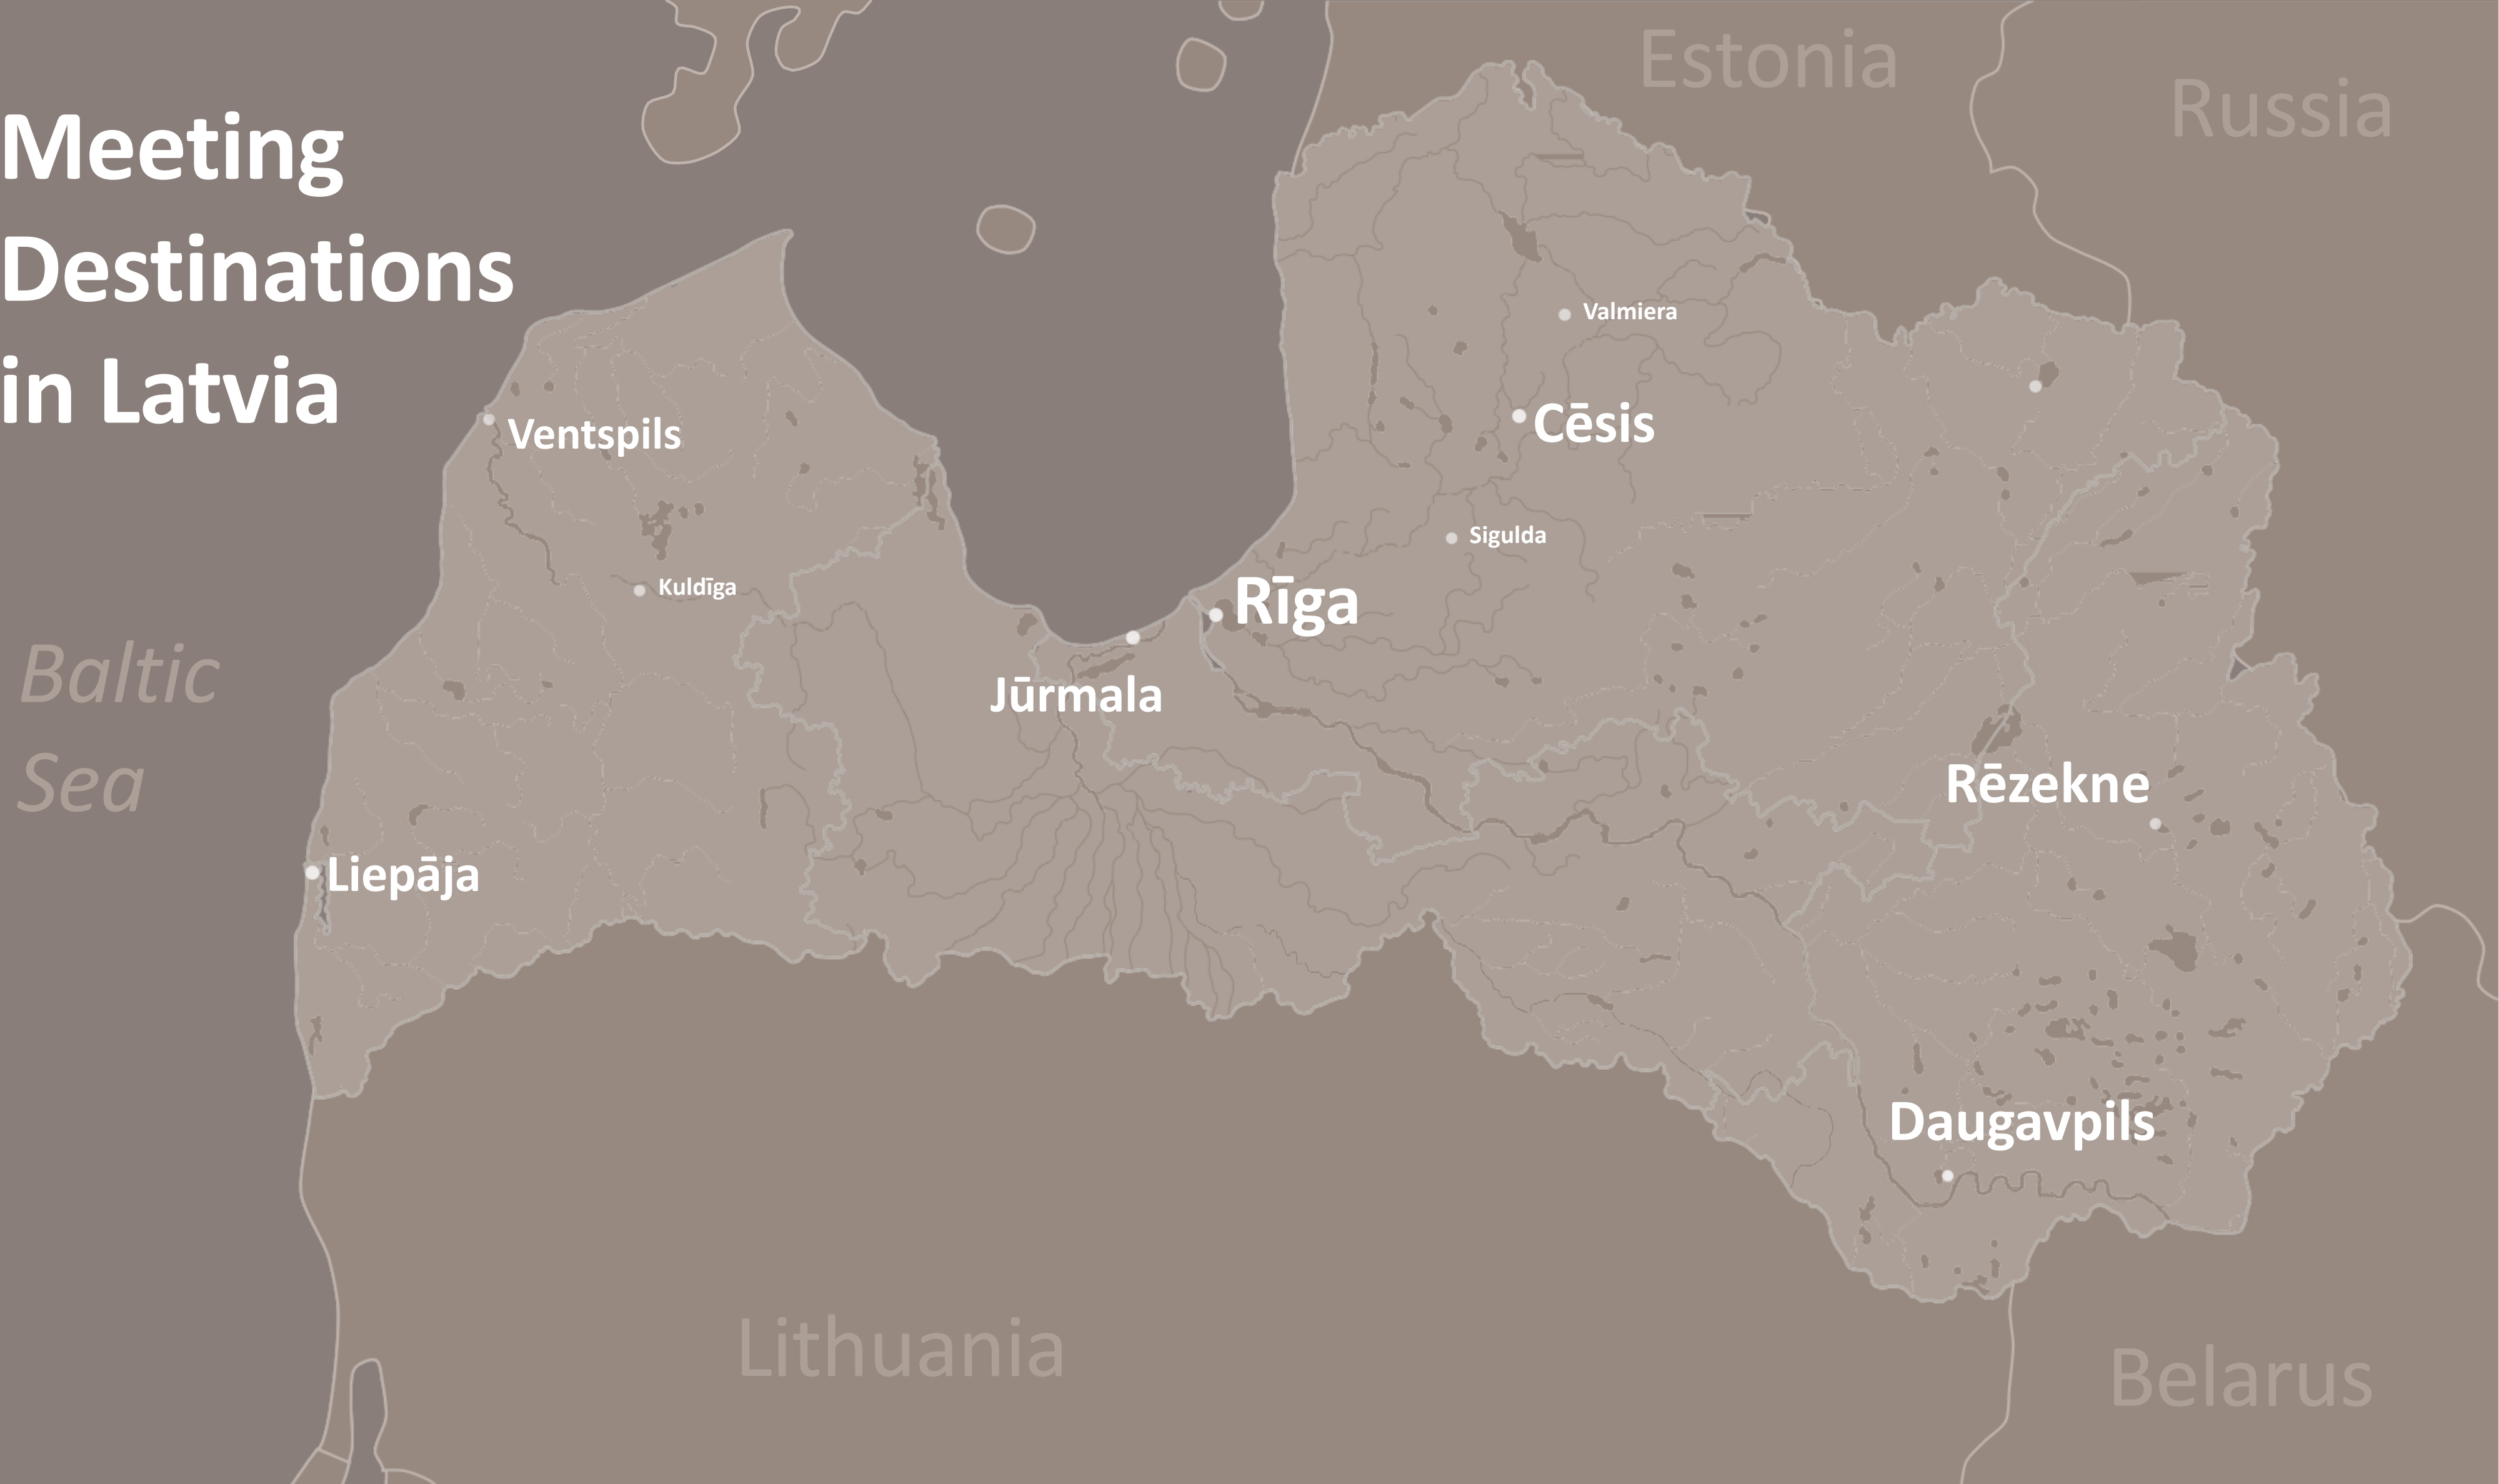 Meeting
Destinations
in Latvia
Estonia
Russia
Valmiera
Cēsis
Ventspils
Sigulda
Kuldīga
Rīga
Baltic
Sea
Jūrmala
Rēzekne
Liepāja
Daugavpils
Lithuania
Belarus